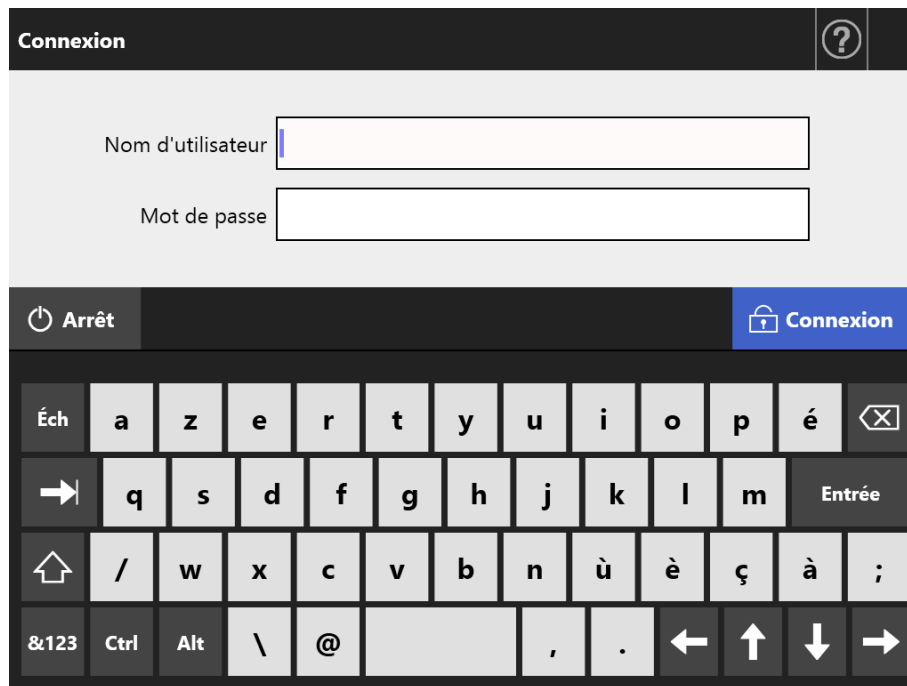 Connexion ?
Nom d'utilisateur
Mot de passe
Arrêt Connexion
Éch a z e r t y u i o p é
q s d f g h j k l m Entrée
/ w x c v b n ù è ç à ;
&123 Ctrl Alt \ @ , .